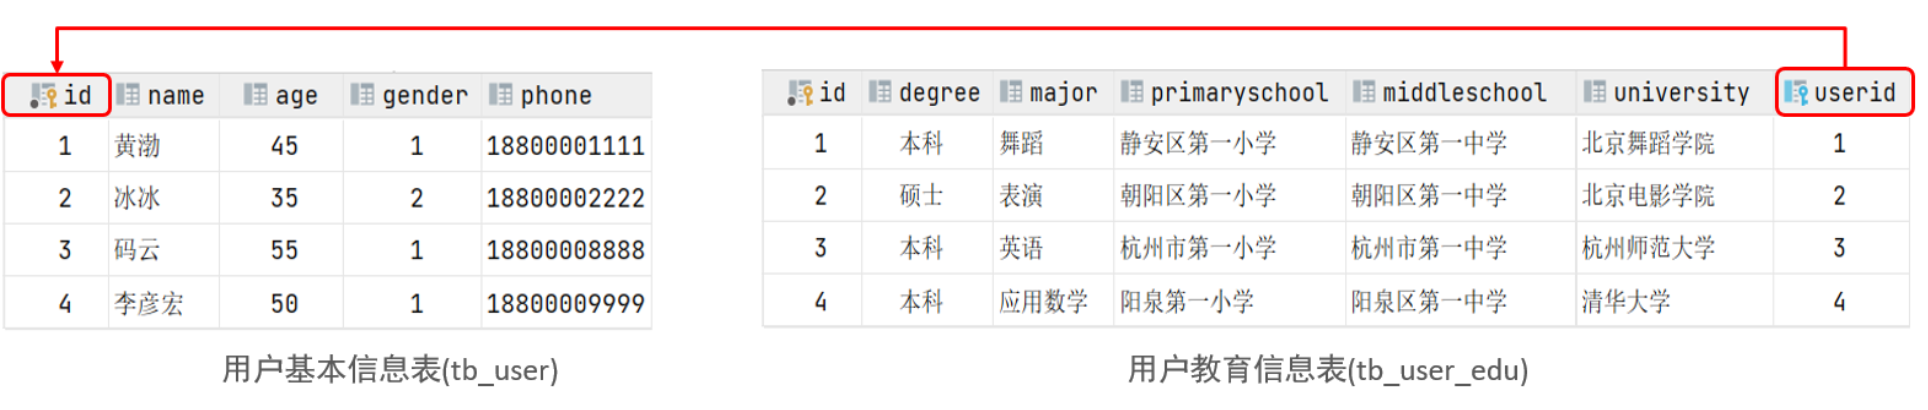 id name age gender phone
1 黄渤 45 1 18800001111
2 冰冰 35 2 18800002222
3 码云 55 1 18800008888
4 李彦宏 50 1 18800009999
用户基本信息表(tb_user)
id degree major primaryschool middleschool university userid
1 本科 舞蹈 静安区第一小学 静安区第一中学 北京舞蹈学院 1
2 硕士 表演 朝阳区第一小学 朝阳区第一中学 北京电影学院 2
3 本科 英语 杭州市第一小学 杭州市第一中学 杭州师范大学 3
4 本科 应用数学 阳泉第一小学 阳泉区第一中学 清华大学 4
用户教育信息表(tb_user_edu)